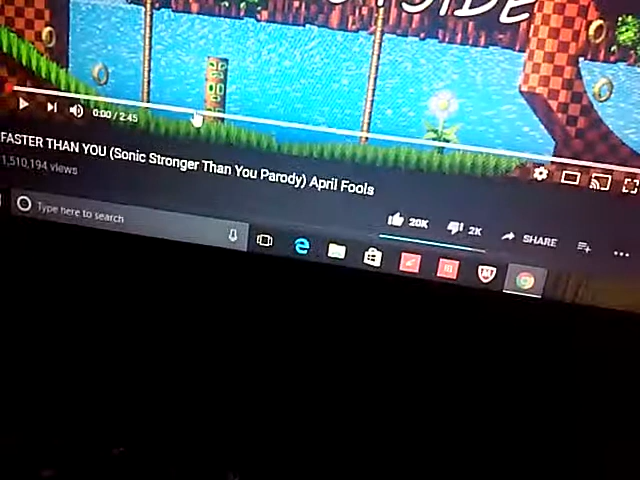 SIDE
0:00 / 2:45
FASTER THAN YOU (Sonic Stronger Than You Parody) April Fools
1,510,194 views
20K 2K SHARE
Type here to search